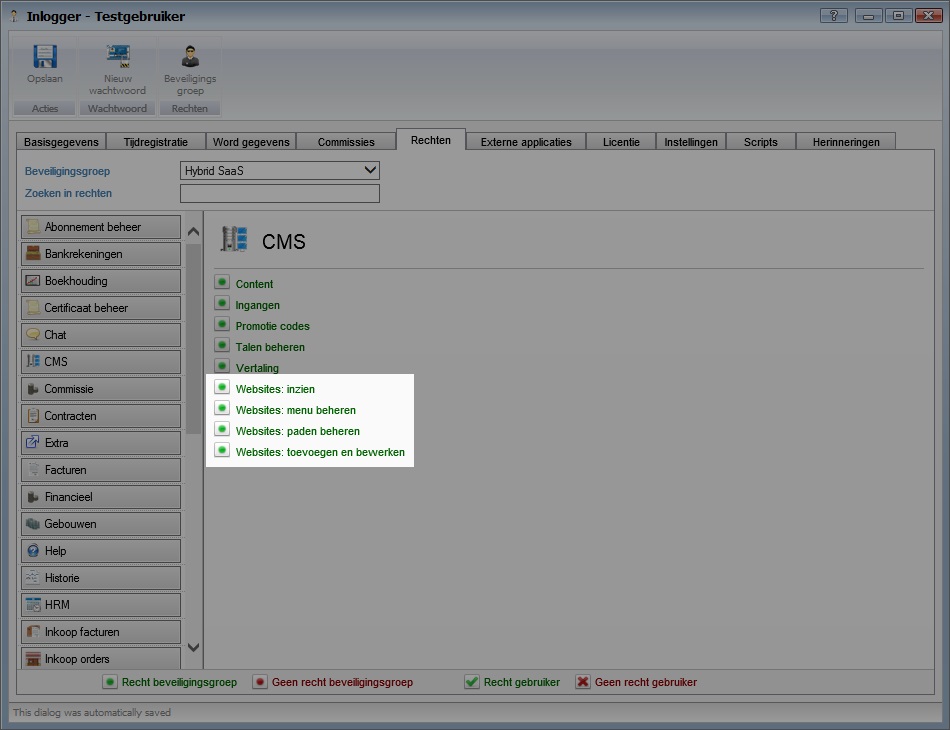 Inlogger - Testgebruiker
?
Opslaan
Nieuw
wachtwoord
Beveiligings
groep
Acties
Wachtwoord
Rechten
Basisgegevens
Tijdregistratie
Word gegevens
Commissies
Rechten
Externe applicaties
Licentie
Instellingen
Scripts
Herinneringen
Beveiligingsgroep
Hybrid SaaS
Zoeken in rechten
Abonnement beheer
Bankrekeningen
Boekhouding
Certificaat beheer
Chat
CMS
Commissie
Contracten
Extra
Facturen
Financieel
Gebouwen
Help
Historie
HRM
Inkoop facturen
Inkoop orders
CMS
Content
Ingangen
Promotie codes
Talen beheren
Vertaling
Websites: inzien
Websites: menu beheren
Websites: paden beheren
Websites: toevoegen en bewerken
Recht beveiligingsgroep
Geen recht beveiligingsgroep
Recht gebruiker
Geen recht gebruiker
This dialog was automatically saved